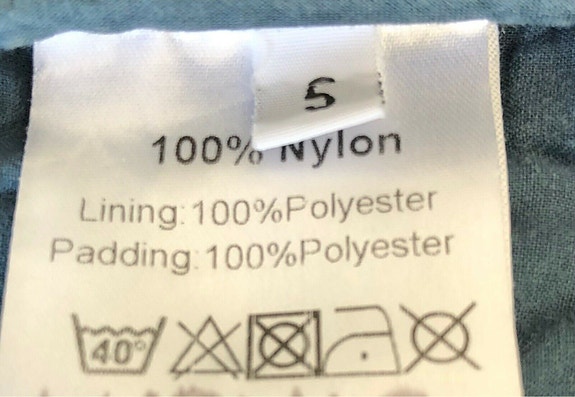 S
100% Nylon
Lining:100%Polyester
Padding:100%Polyester
40°